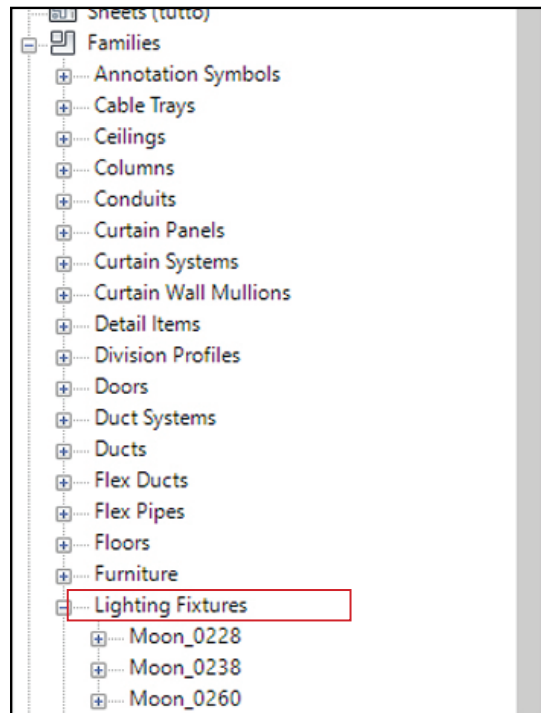 Sheets (tutto)
Families
Annotation Symbols
Cable Trays
Ceilings
Columns
Conduits
Curtain Panels
Curtain Systems
Curtain Wall Mullions
Detail Items
Division Profiles
Doors
Duct Systems
Ducts
Flex Ducts
Flex Pipes
Floors
Furniture
Lighting Fixtures
Moon_0228
Moon_0238
Moon_0260